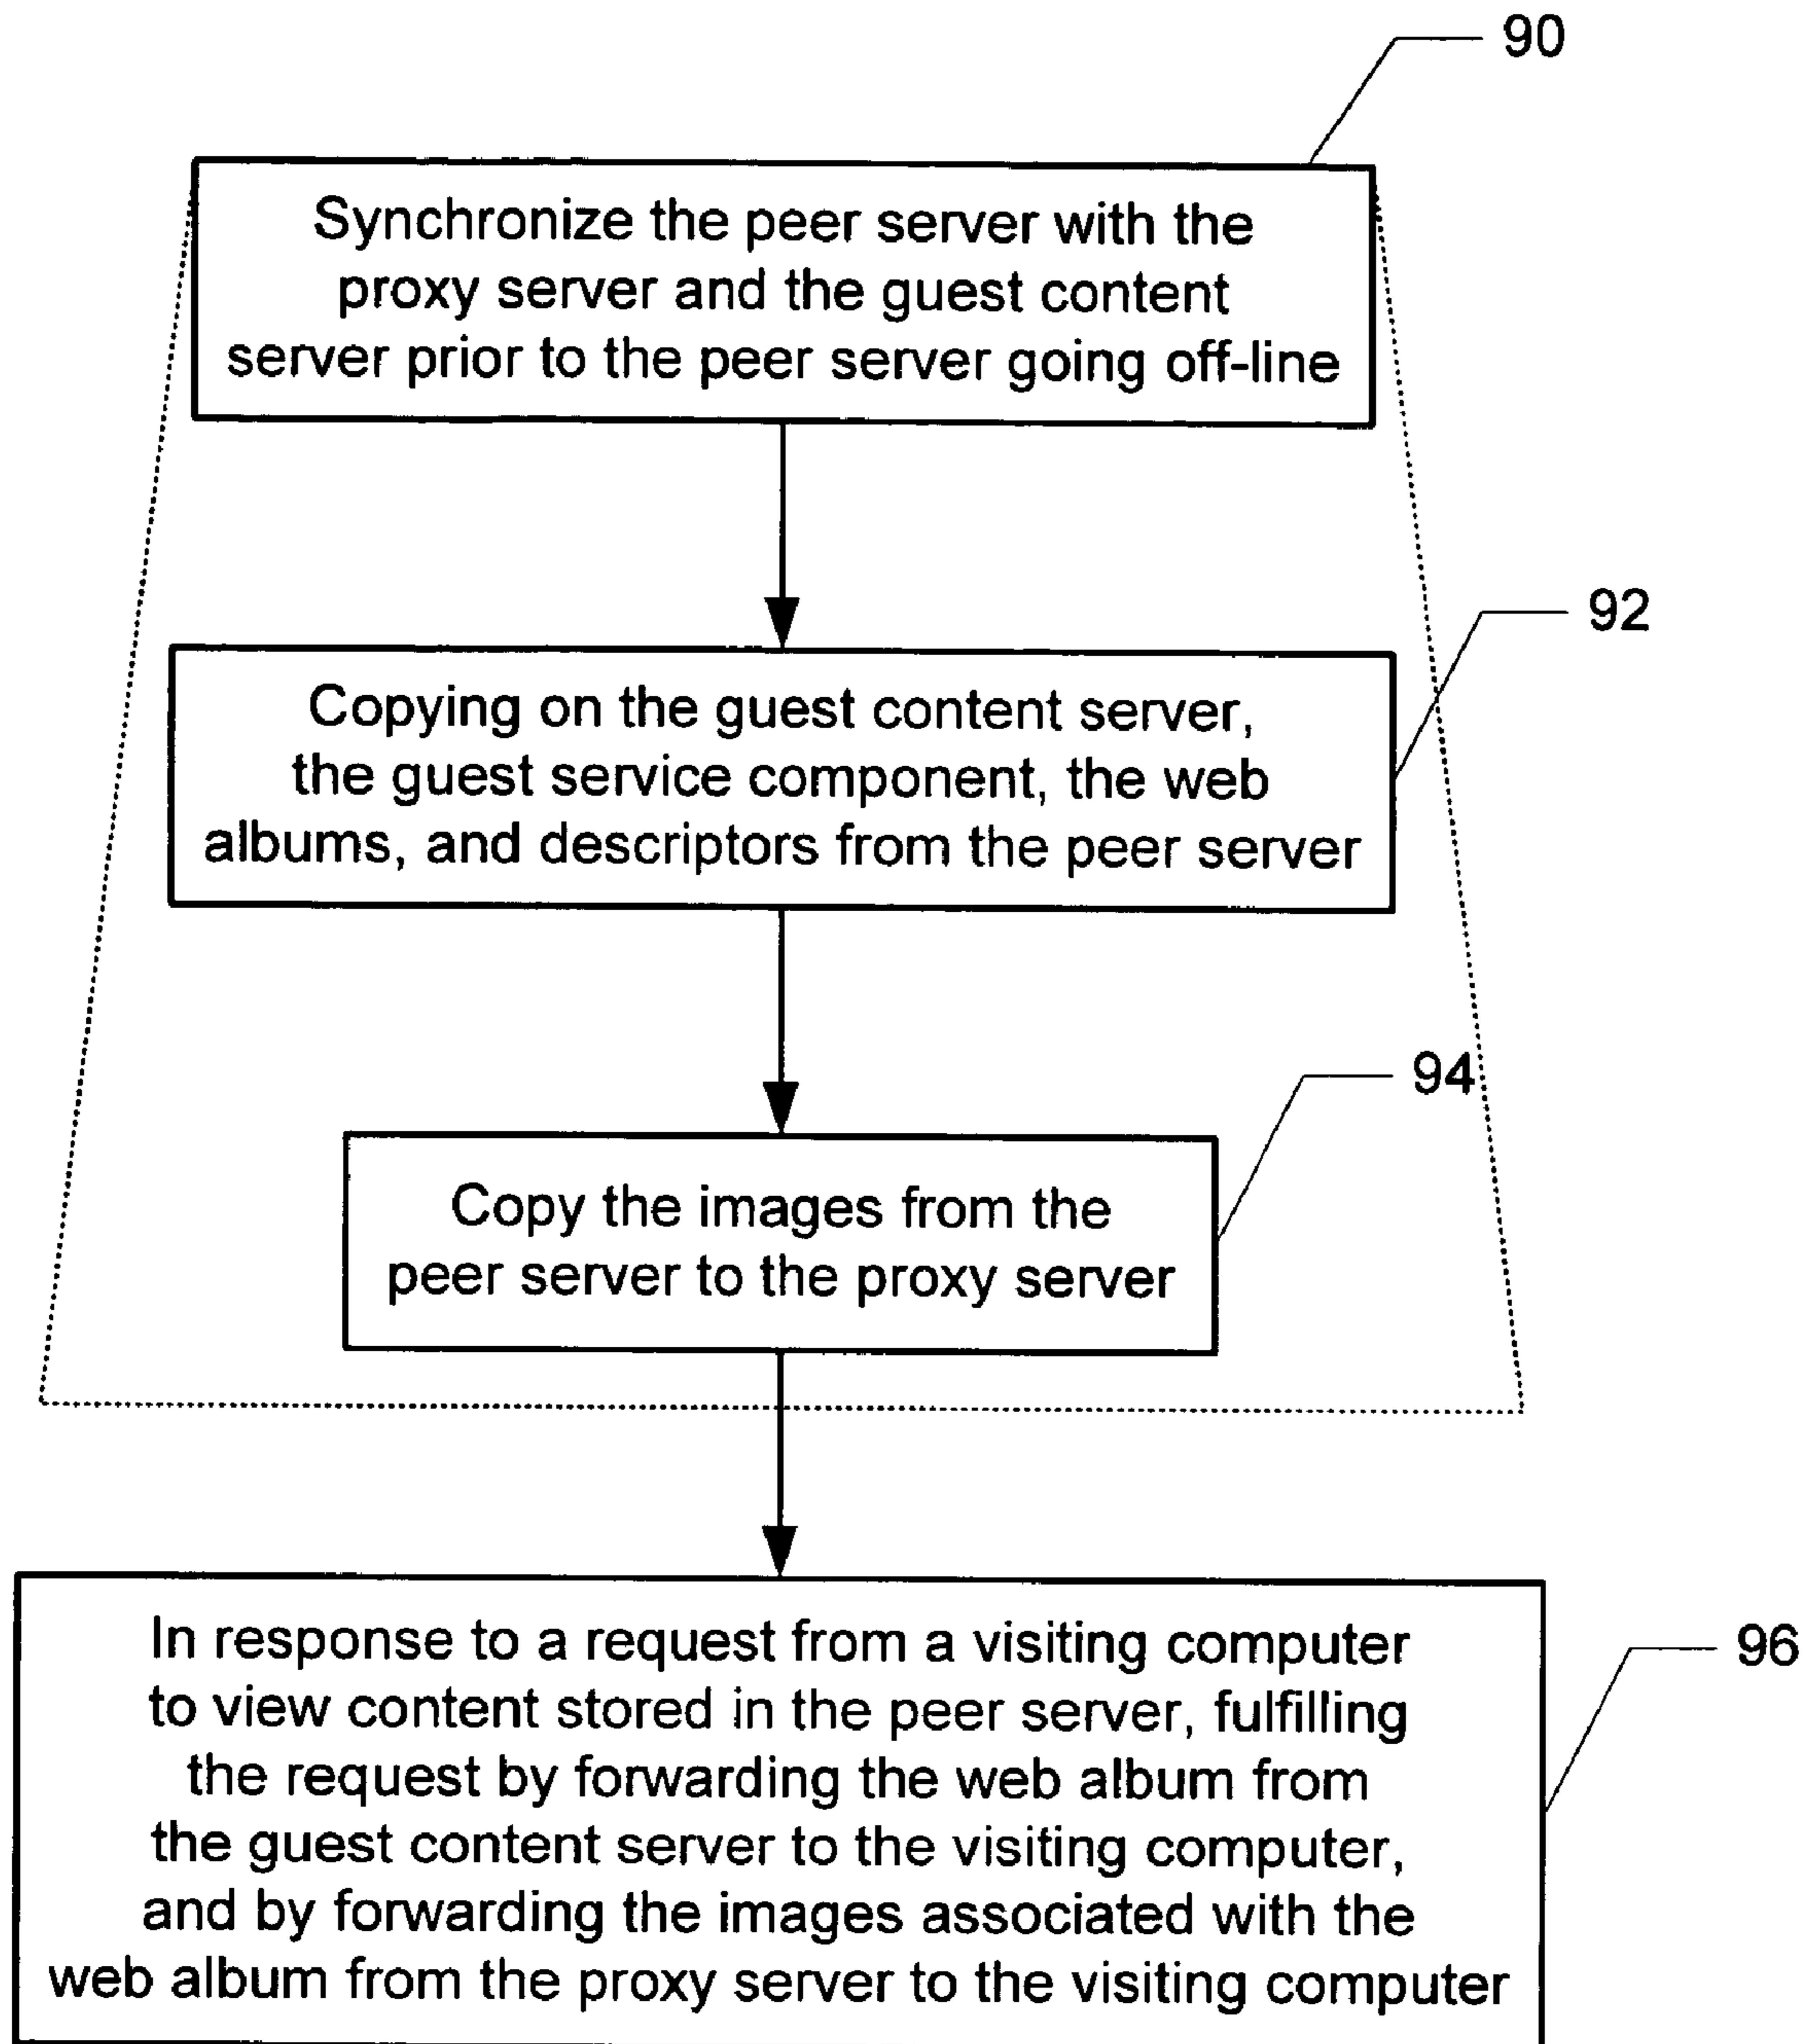 90
Synchronize the peer server with the
proxy server and the guest content
server prior to the peer server going off-line
92
Copying on the guest content server,
the guest service component, the web
albums, and descriptors from the peer server
94
Copy the images from the
peer server to the proxy server
96
In response to a request from a visiting computer
to view content stored in the peer server, fulfilling
the request by forwarding the web album from
the guest content server to the visiting computer,
and by forwarding the images associated with the
web album from the proxy server to the visiting computer